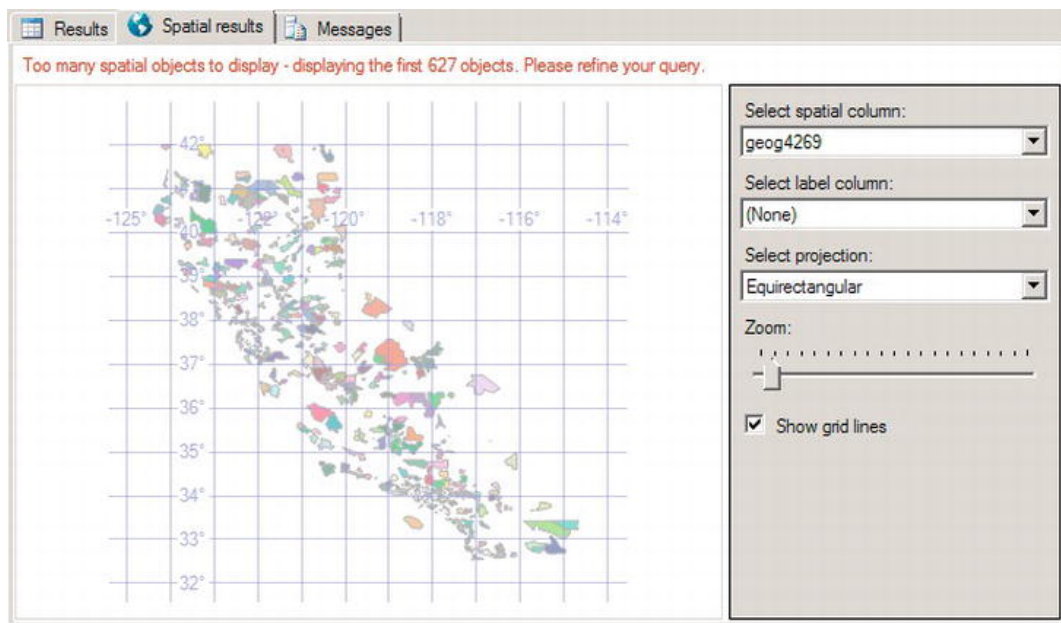 Results Spatial results Messages
Too many spatial objects to display - displaying the first 627 objects. Please refine your query.
42°
-125° -122° -120° -118° -116° -114°
40°
39°
38°
37°
36°
35°
34°
33°
32°
Select spatial column:
geog4269
Select label column:
(None)
Select projection:
Equirectangular
Zoom:
Show grid lines